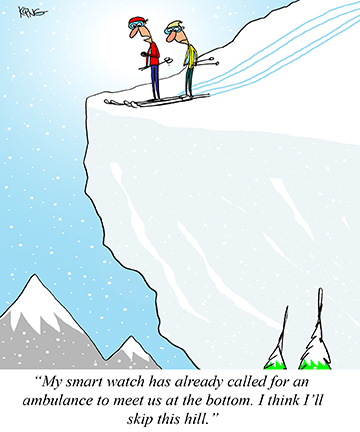 KING
“My smart watch has already called for an
ambulance to meet us at the bottom. I think I’ll
skip this hill.”